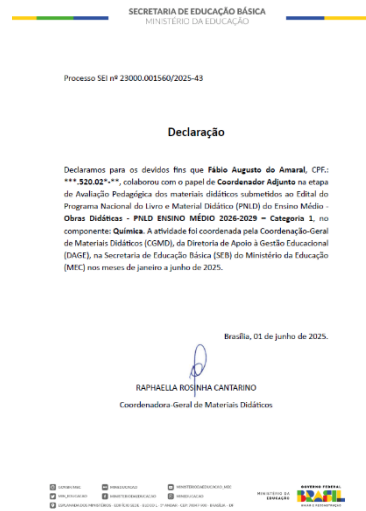 SECRETARIA DE EDUCAÇÃO BÁSICA
MINISTÉRIO DA EDUCAÇÃO
Processo SEI nº 23000.001560/2025-43
Declaração
Declaramos para os devidos fins que Fábio Augusto do Amaral, CPF.:
***.520.02*-**, colaborou com o papel de Coordenador Adjunto na etapa
de Avaliação Pedagógica dos materiais didáticos submetidos ao Edital do
Programa Nacional do Livro e Material Didático (PNLD) do Ensino Médio -
Obras Didáticas - PNLD ENSINO MÉDIO 2026-2029 – Categoria 1, no
componente: Química. A atividade foi coordenada pela Coordenação-Geral
de Materiais Didáticos (CGMD), da Diretoria de Apoio à Gestão Educacional
(DAGE), na Secretaria de Educação Básica (SEB) do Ministério da Educação
(MEC) nos meses de janeiro a junho de 2025.
Brasília, 01 de junho de 2025.
RAPHAELLA ROSINHA CANTARINO
Coordenadora-Geral de Materiais Didáticos
MINISTÉRIO DA
EDUCAÇÃO
GOVERNO FEDERAL
BRASIL
UNIÃO E RECONSTRUÇÃO